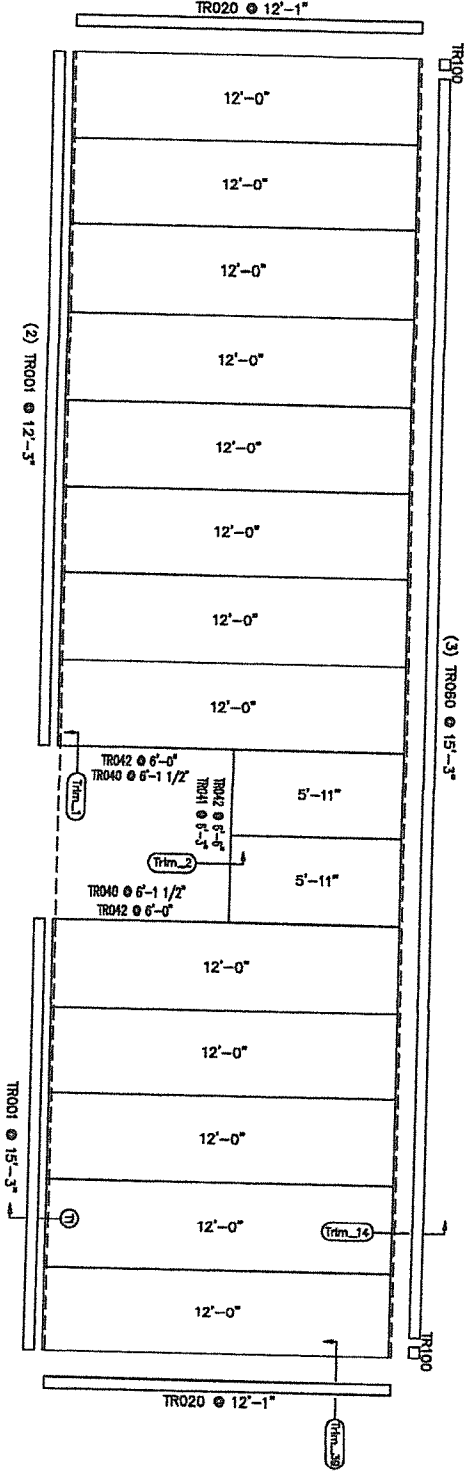 TR020 @ 12'-1"
TR100
12'-0"
12'-0"
12'-0"
12'-0"
(2) TR001 @ 12'-3"
12'-0"
12'-0"
12'-0"
12'-0"
(3) TR060 @ 15'-3"
TR042 @ 6'-0"
TR040 @ 6'-1 1/2"
Trim_1
TR042 @ 6'-6"
TR041 @ 6'-3"
5'-11"
Trim_2
5'-11"
TR040 @ 6'-1 1/2"
TR042 @ 6'-0"
12'-0"
12'-0"
12'-0"
TR001 @ 15'-3"
12'-0"
Trim_14
12'-0"
TR100
TR020 @ 12'-1"
Trim_39